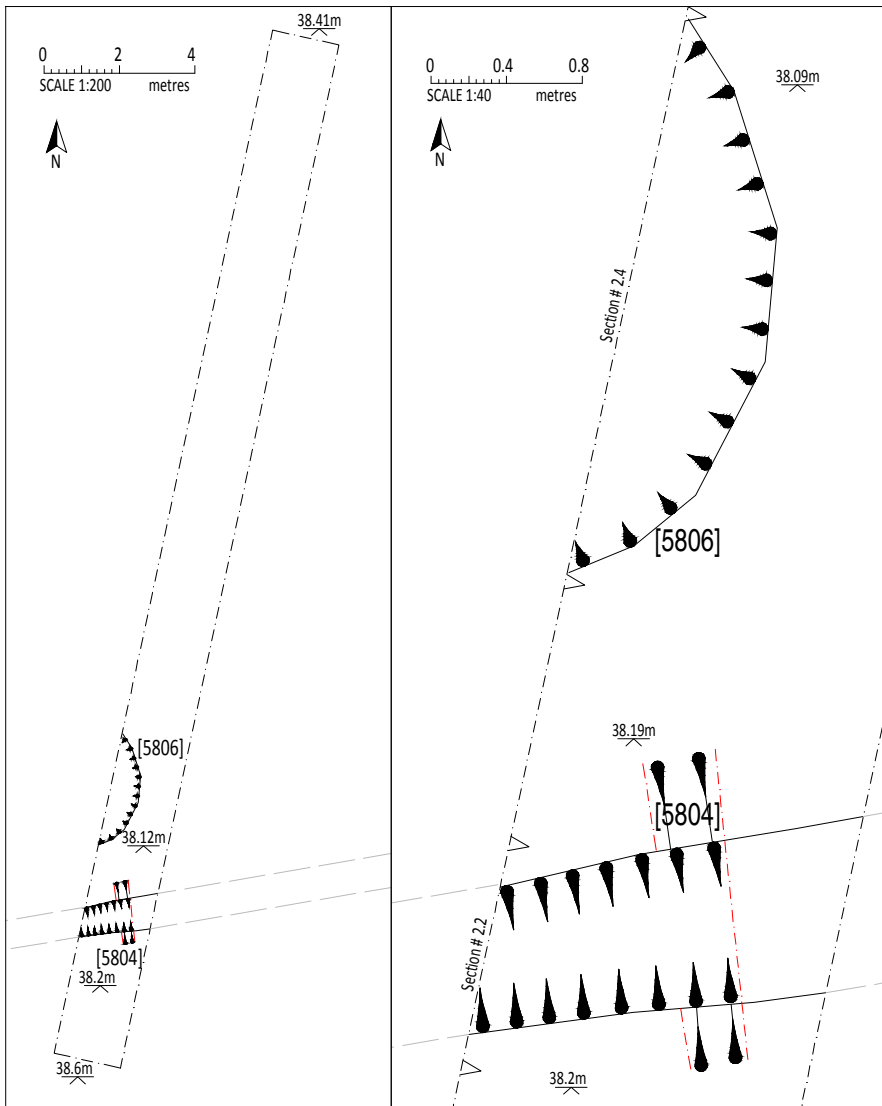 38.41m
0 2 4
SCALE 1:200 metres
N
[5806]
38.12m
[5804]
38.2m
38.6m
0 0.4 0.8
SCALE 1:40 metres
N
38.09m
Section # 2.4
[5806]
38.19m
[5804]
Section # 2.2
38.2m